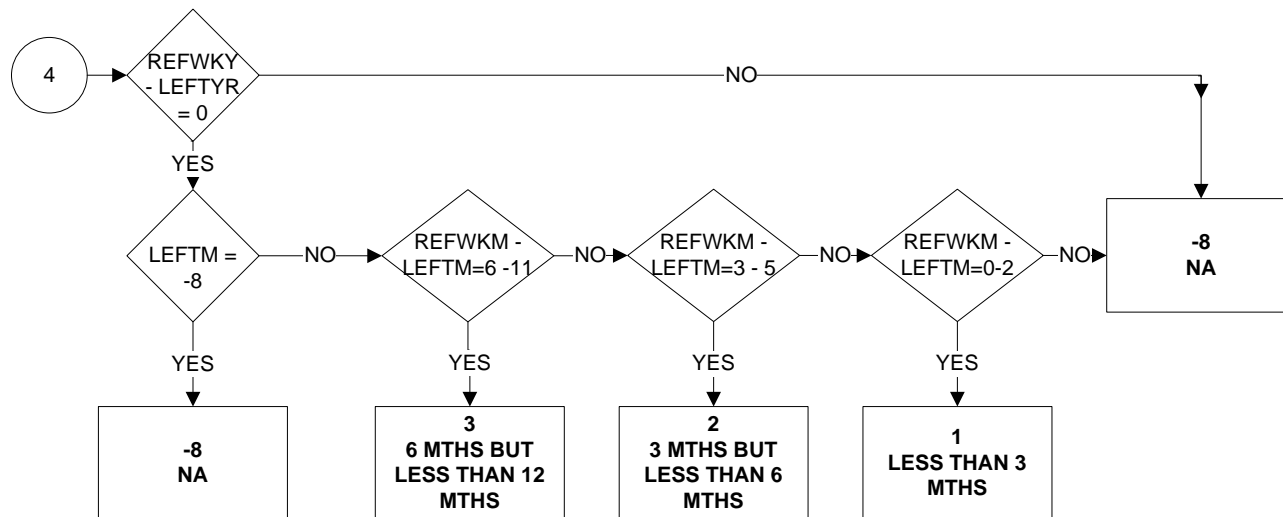 4
REFWKY
- LEFTYR
= 0
NO
YES
LEFTM =
-8
NO
REFWKM -
LEFTM=6 -11
NO
REFWKM -
LEFTM=3 - 5
NO
REFWKM -
LEFTM=0-2
NO
-8
NA
YES
YES
YES
YES
-8
NA
3
6 MTHS BUT
LESS THAN 12
MTHS
2
3 MTHS BUT
LESS THAN 6
MTHS
1
LESS THAN 3
MTHS